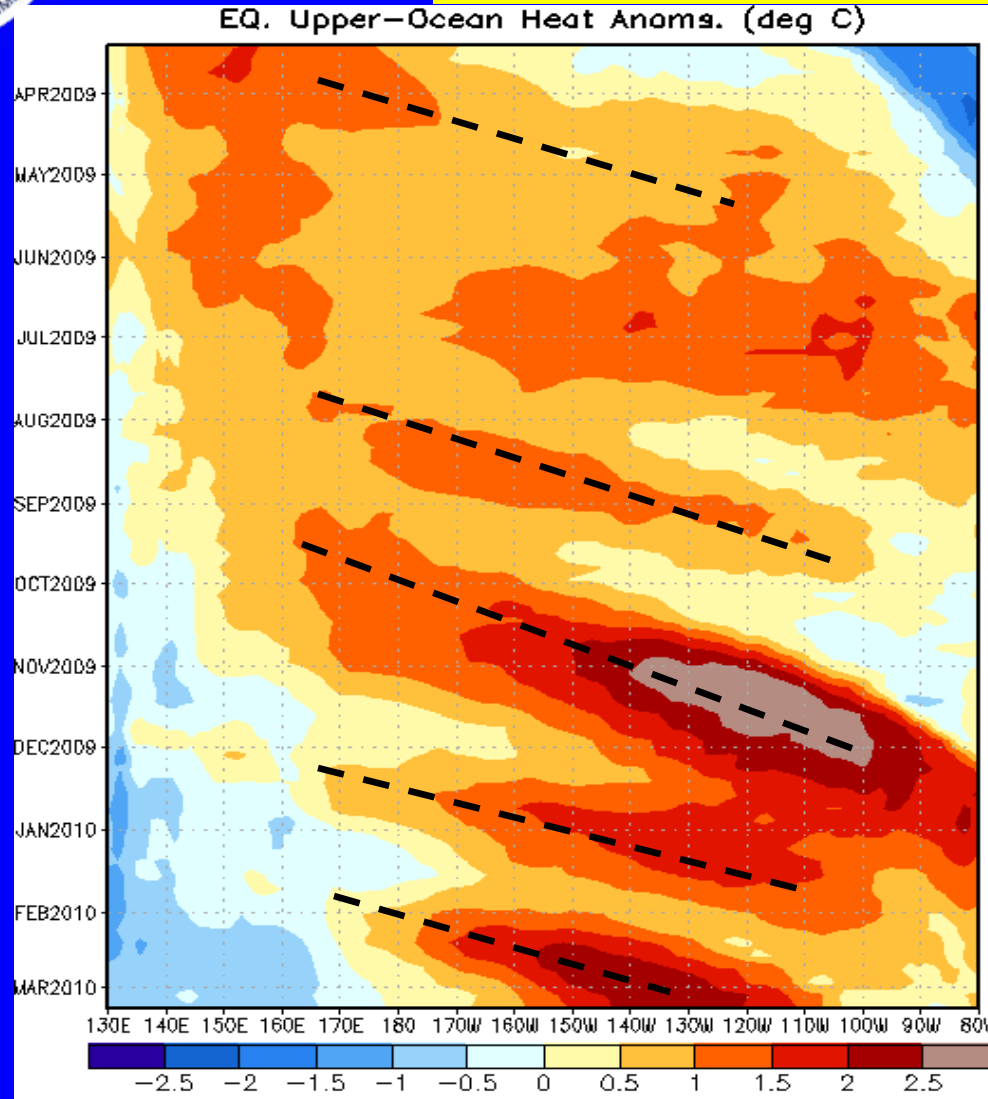 EQ. Upper-Ocean Heat Anoms. (deg C)
APR2009
MAY2009
JUN2009
JUL2009
AUG2009
SEP2009
OCT2009
NOV2009
DEC2009
JAN2010
FEB2010
MAR2010
130E 140E 150E 160E 170E 180 170W 160W 150W 140W 130W 120W 110W 100W 90W 80W
-2.5 -2 -1.5 -1 -0.5 0 0.5 1 1.5 2 2.5